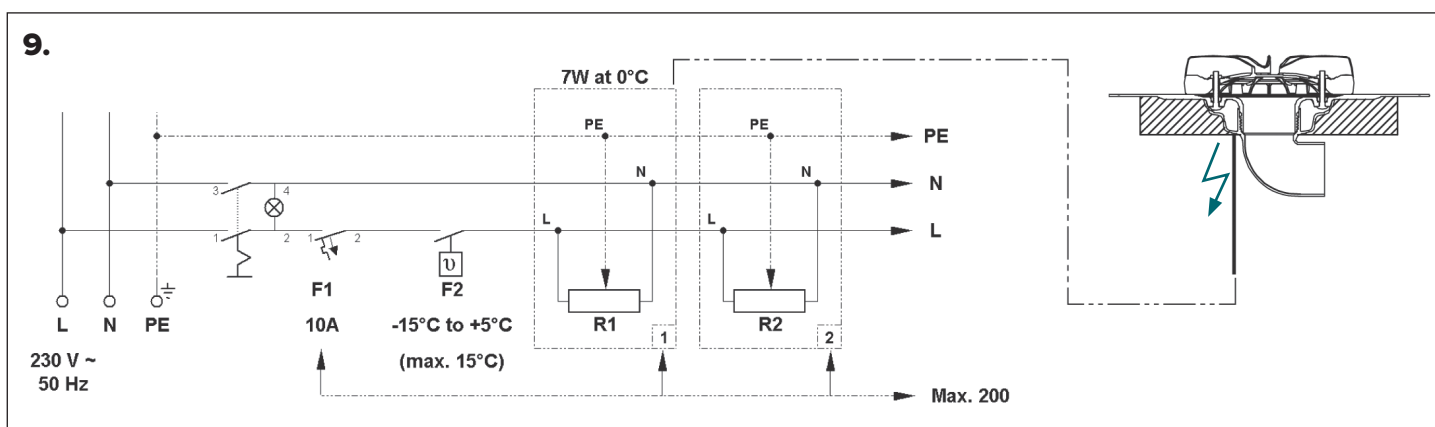 9.
7W at 0°C
PE PE PE
3 4 N N N
1 2 1 2 L L L
υ
L N PE F1 F2 R1 R2
10A -15°C to +5°C 1 2
230 V ~ (max. 15°C)
50 Hz
Max. 200